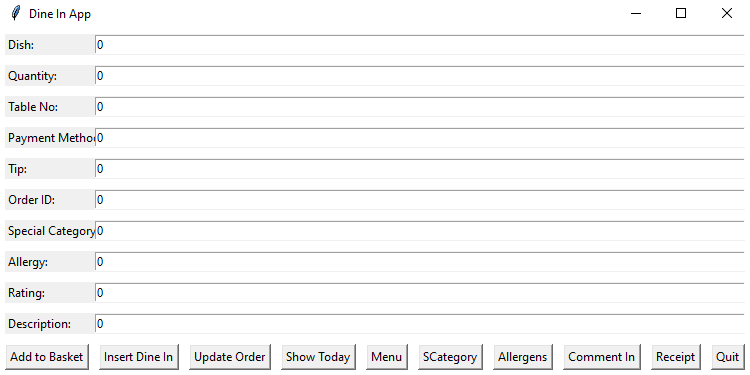 Dine In App
Dish: 0
Quantity: 0
Table No: 0
Payment Method 0
Tip: 0
Order ID: 0
Special Category 0
Allergy: 0
Rating: 0
Description: 0
Add to Basket Insert Dine In Update Order Show Today Menu SCategory Allergens Comment In Receipt Quit